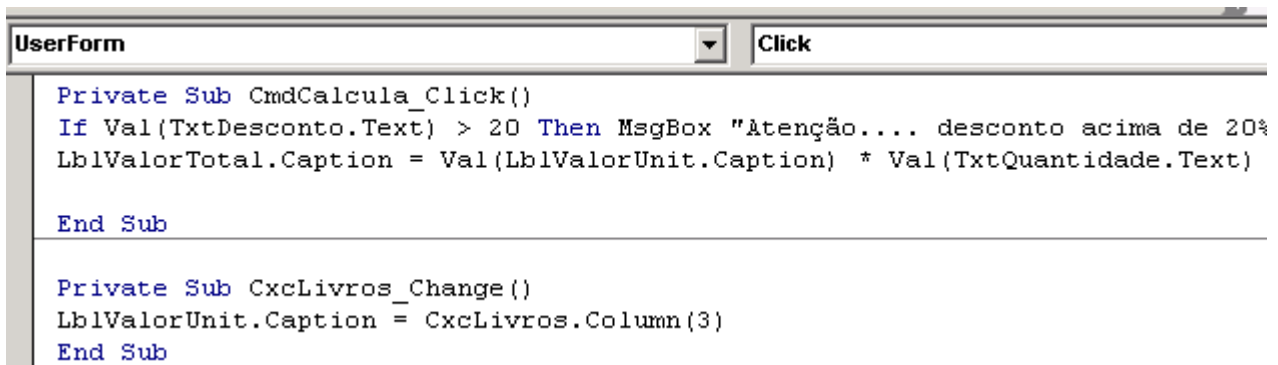 UserForm Click
Private Sub CmdCalcula_Click()
If Val(TxtDesconto.Text) > 20 Then MsgBox "Atenção.... desconto acima de 20%
LblValorTotal.Caption = Val(LblValorUnit.Caption) * Val(TxtQuantidade.Text)
End Sub
Private Sub CxcLivros_Change()
LblValorUnit.Caption = CxcLivros.Column(3)
End Sub